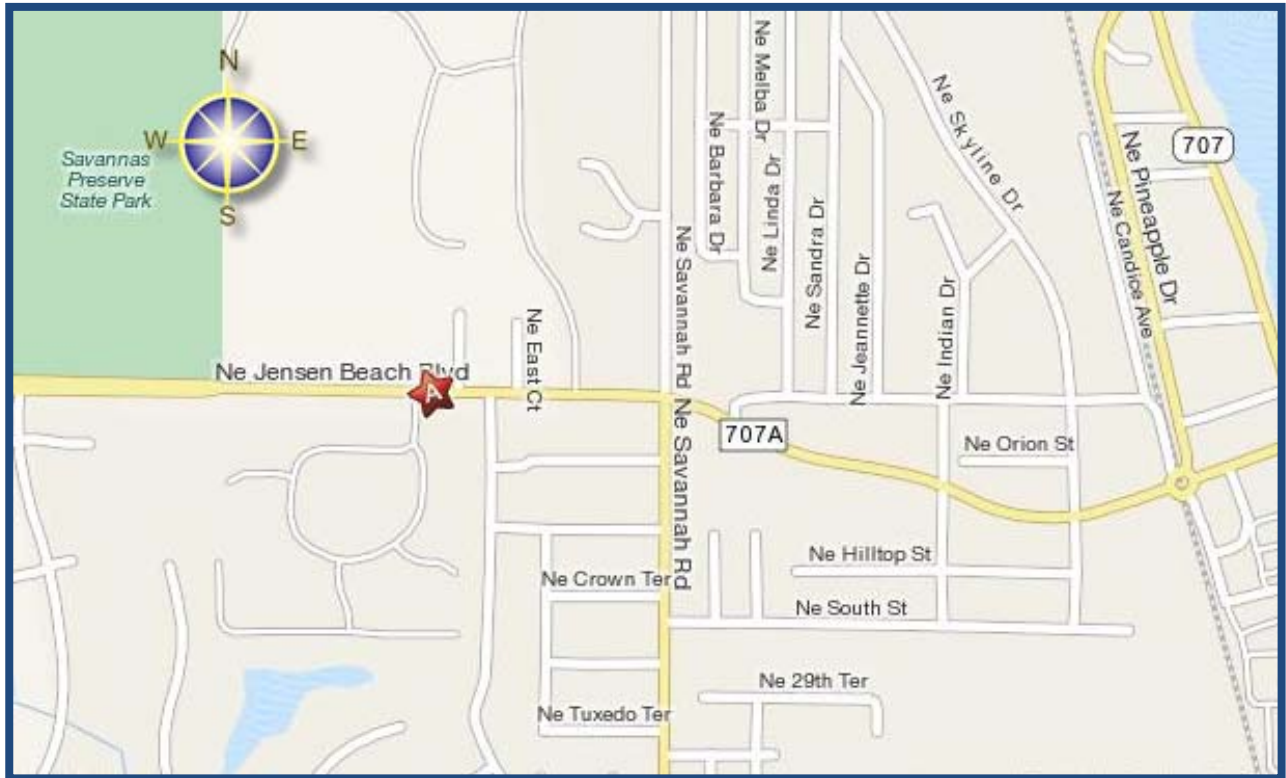 N
W
E
S
Savannas
Preserve
State Park
Ne Jensen Beach Blvd
A
Ne East Ct
Ne Savannah Rd
Ne Savannah Rd
Ne Barbara Dr
Ne Melba Dr
Ne Linda Dr
Ne Sandra Dr
Ne Jeannette Dr
Ne Indian Dr
Ne Skyline Dr
Ne Pineapple Dr
Ne Candice Ave
707
707A
Ne Orion St
Ne Hilltop St
Ne Crown Ter
Ne South St
Ne 29th Ter
Ne Tuxedo Ter